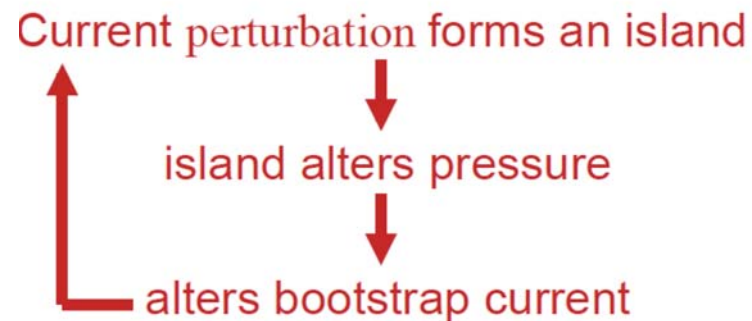 Current perturbation forms an island
island alters pressure
alters bootstrap current